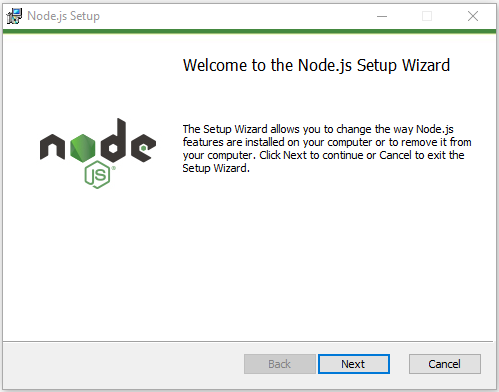 Node.js Setup
Welcome to the Node.js Setup Wizard
The Setup Wizard allows you to change the way Node.js
features are installed on your computer or to remove it from
your computer. Click Next to continue or Cancel to exit the
Setup Wizard.
node
JS
Back
Next
Cancel